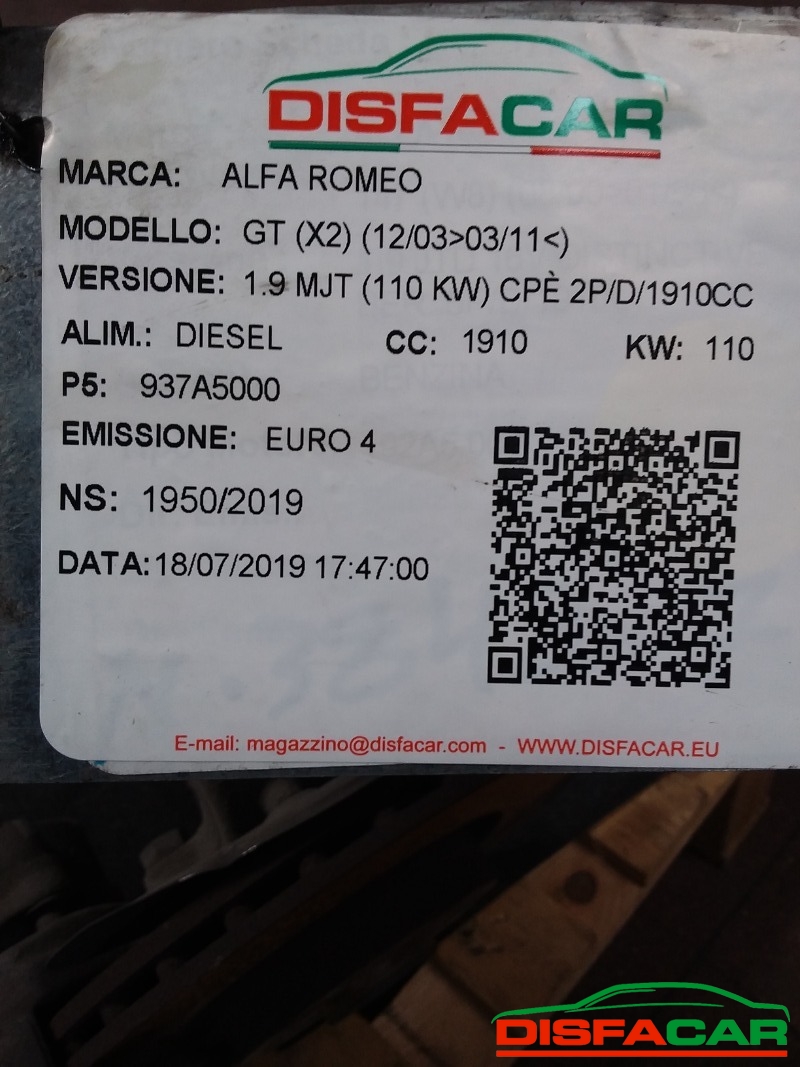 DISFACAR
MARCA: ALFA ROMEO
MODELLO: GT (X2) (12/03>03/11<)
VERSIONE: 1.9 MJT (110 KW) CPÈ 2P/D/1910CC
ALIM.: DIESEL CC: 1910 KW: 110
P5: 937A5000
EMISSIONE: EURO 4
NS: 1950/2019
DATA: 18/07/2019 17:47:00
E-mail: magazzino@disfacar.com - WWW.DISFACAR.EU
DISFACAR